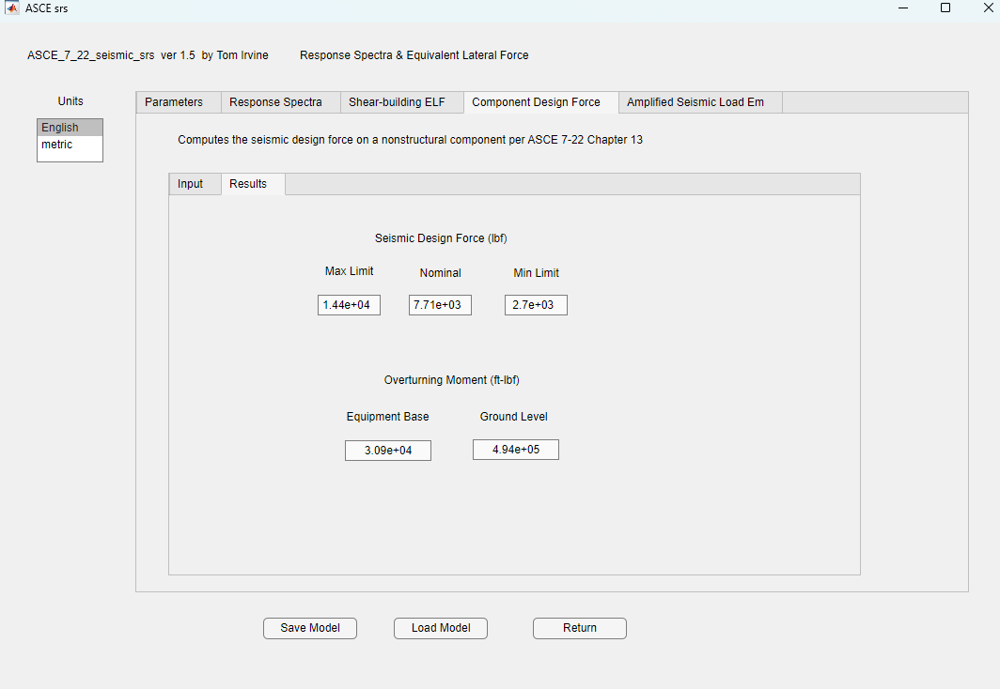 ASCE srs
ASCE_7_22_seismic_srs ver 1.5 by Tom Irvine Response Spectra & Equivalent Lateral Force
Units
English
metric
Parameters Response Spectra Shear-building ELF Component Design Force Amplified Seismic Load Em
Computes the seismic design force on a nonstructural component per ASCE 7-22 Chapter 13
Input Results
Seismic Design Force (lbf)
Max Limit Nominal Min Limit
1.44e+04 7.71e+03 2.7e+03
Overturning Moment (ft-lbf)
Equipment Base Ground Level
3.09e+04 4.94e+05
Save Model Load Model Return